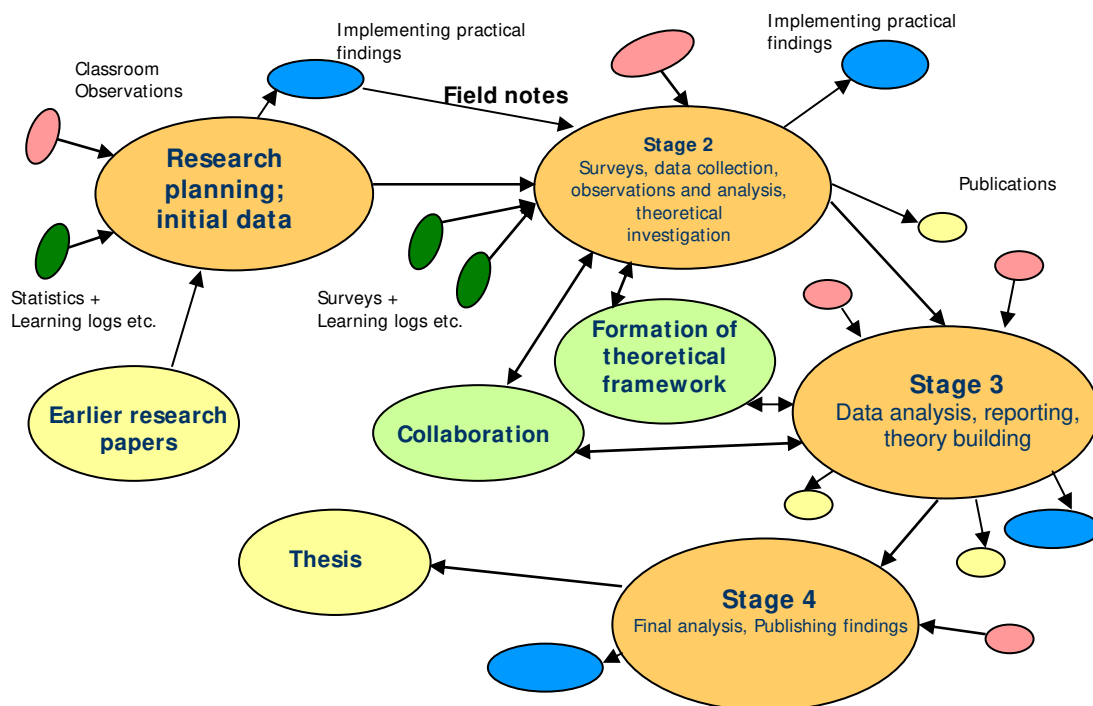 Implementing practical
findings
Implementing practical
findings
Classroom
Observations
Field notes
Research
planning;
initial data
Stage 2
Surveys, data collection,
observations and analysis,
theoretical
investigation
Publications
Statistics +
Learning logs etc.
Surveys +
Learning logs etc.
Formation of
theoretical
framework
Earlier research
papers
Collaboration
Stage 3
Data analysis, reporting,
theory building
Thesis
Stage 4
Final analysis, Publishing findings